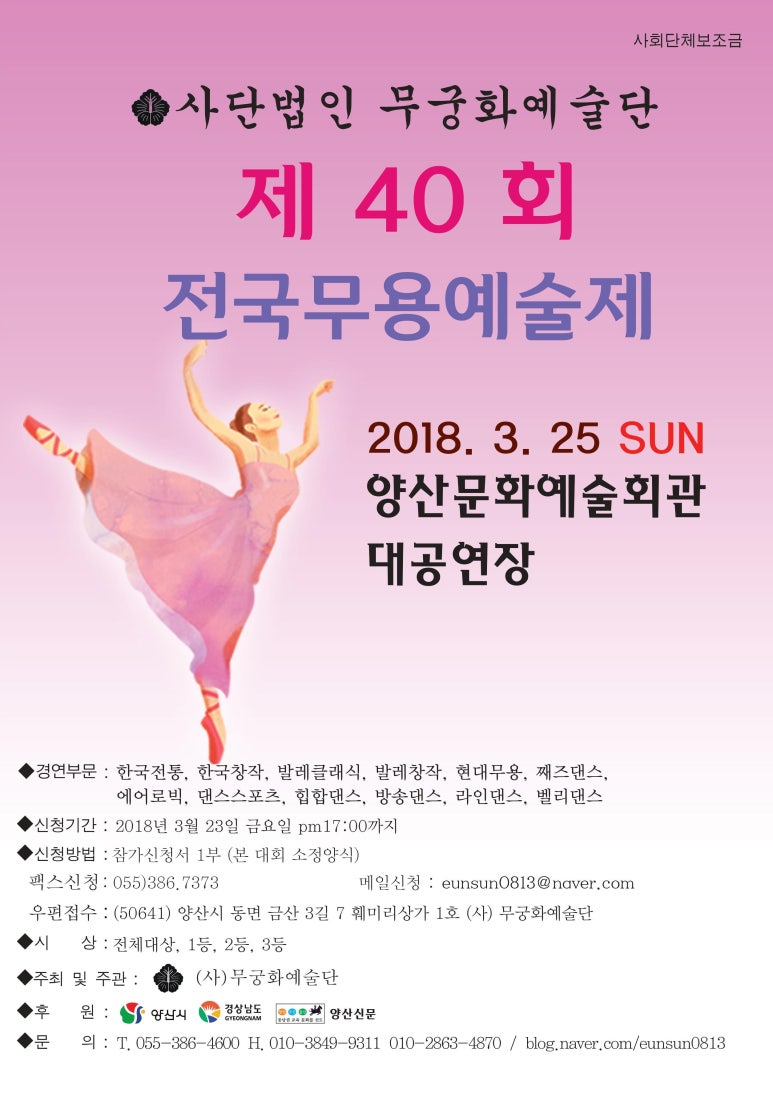 사회단체보조금
사단법인 무궁화예술단
제 40 회
전국무용예술제
2018. 3. 25 SUN
양산문화예술회관
대공연장
◆경연부문 : 한국전통, 한국창작, 발레클래식, 발레창작, 현대무용, 째즈댄스,
에어로빅, 댄스스포츠, 힙합댄스, 방송댄스, 라인댄스, 벨리댄스
◆신청기간 : 2018년 3월 23일 금요일 pm17:00까지
◆신청방법 : 참가신청서 1부 (본 대회 소정양식)
팩스신청 : 055)386.7373 메일신청 : eunsun0813@naver.com
우편접수 : (50641) 양산시 동면 금산 3길 7 훼미리상가 1호 (사) 무궁화예술단
◆시 상 : 전체대상, 1등, 2등, 3등
◆주최 및 주관 : (사)무궁화예술단
◆후 원 : 양산시 경상남도 GYEONGNAM 양산신문
◆문 의 : T. 055-386-4600 H. 010-3849-9311 010-2863-4870 / blog.naver.com/eunsun0813